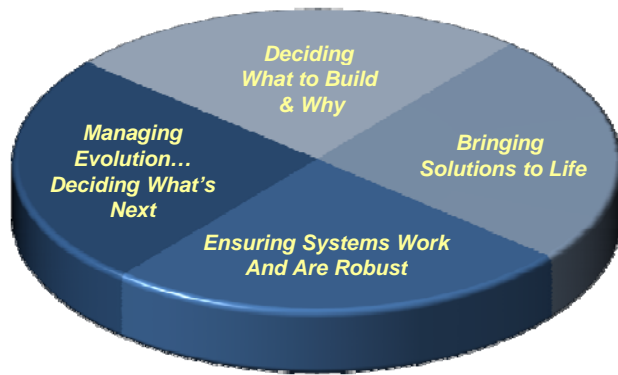 Deciding
What to Build
& Why
Bringing
Solutions to Life
Managing
Evolution…
Deciding What's
Next
Ensuring Systems Work
And Are Robust